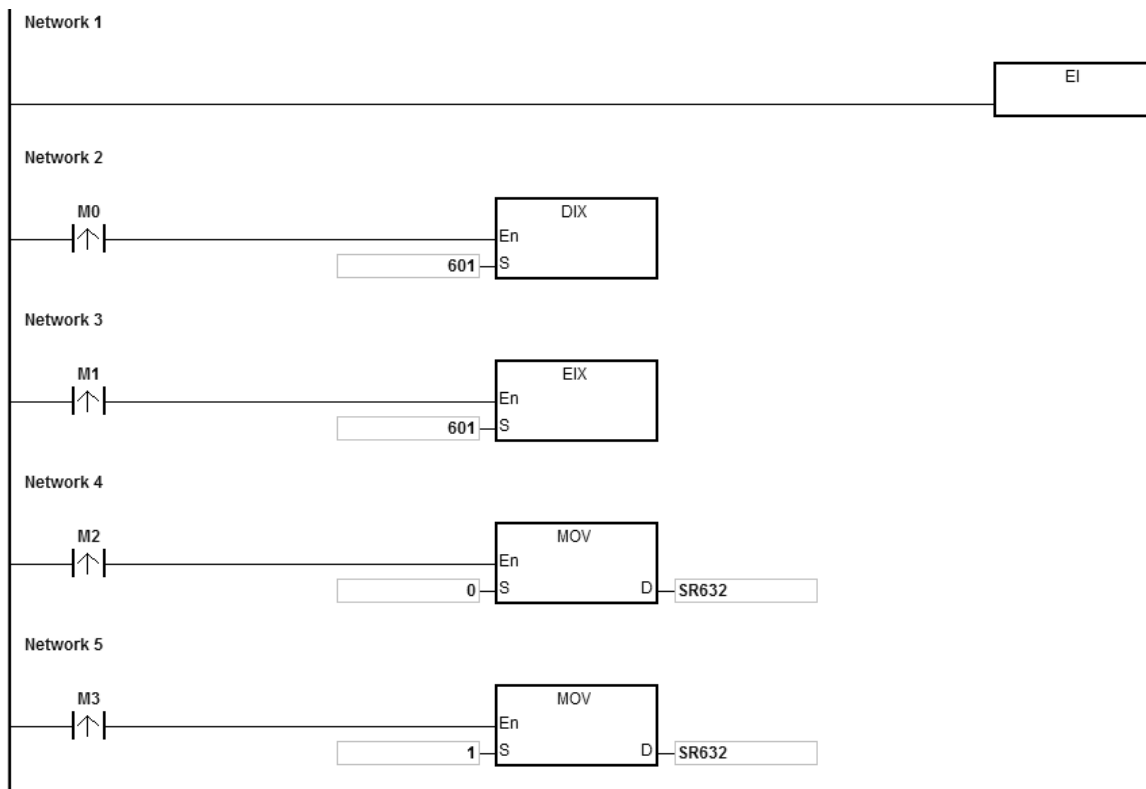 Network 1
EI
Network 2
M0
DIX
En
601
S
Network 3
M1
EIX
En
601
S
Network 4
M2
MOV
En
0
S
D
SR632
Network 5
M3
MOV
En
1
S
D
SR632